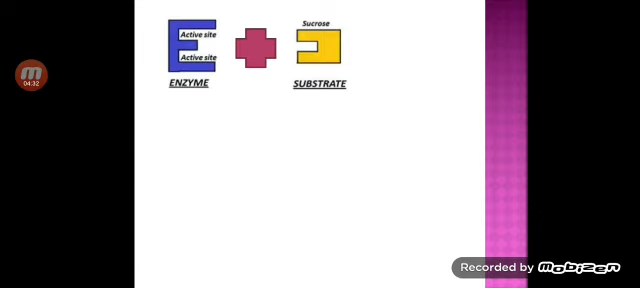 Sucrose
Active site
Active site
ENZYME
SUBSTRATE
04:32
Recorded by MOBIZEN